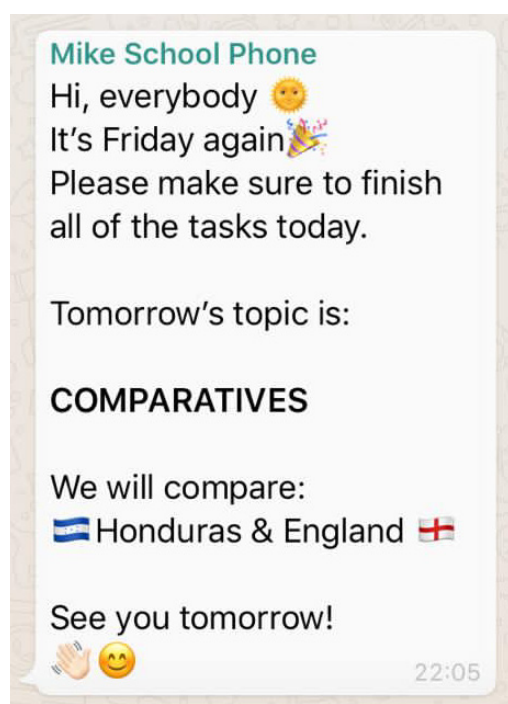 Mike School Phone
Hi, everybody 🌞
It's Friday again🎉
Please make sure to finish
all of the tasks today.
Tomorrow's topic is:
COMPARATIVES
We will compare:
🇭🇳Honduras & England 🏴󠁧󠁢󠁥󠁮󠁧󠁿
See you tomorrow!
👋🏻😊
22:05